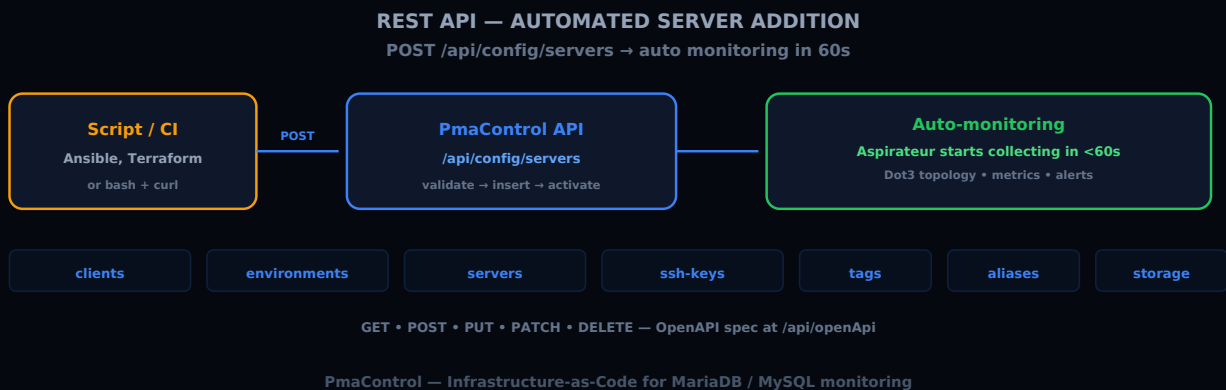 REST API — AUTOMATED SERVER ADDITION
POST /api/config/servers → auto monitoring in 60s
Script / CI
Ansible, Terraform
or bash + curl
POST
PmaControl API
/api/config/servers
validate → insert → activate
Auto-monitoring
Aspirateur starts collecting in <60s
Dot3 topology • metrics • alerts
clients
environments
servers
ssh-keys
tags
aliases
storage
GET • POST • PUT • PATCH • DELETE — OpenAPI spec at /api/openApi
PmaControl — Infrastructure-as-Code for MariaDB / MySQL monitoring